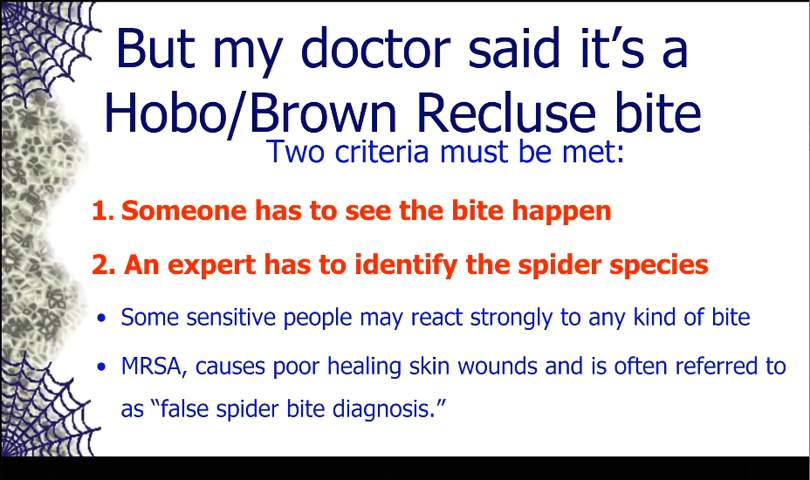 But my doctor said it’s a
Hobo/Brown Recluse bite
Two criteria must be met:
1. Someone has to see the bite happen
2. An expert has to identify the spider species
• Some sensitive people may react strongly to any kind of bite
• MRSA, causes poor healing skin wounds and is often referred to
as “false spider bite diagnosis.”